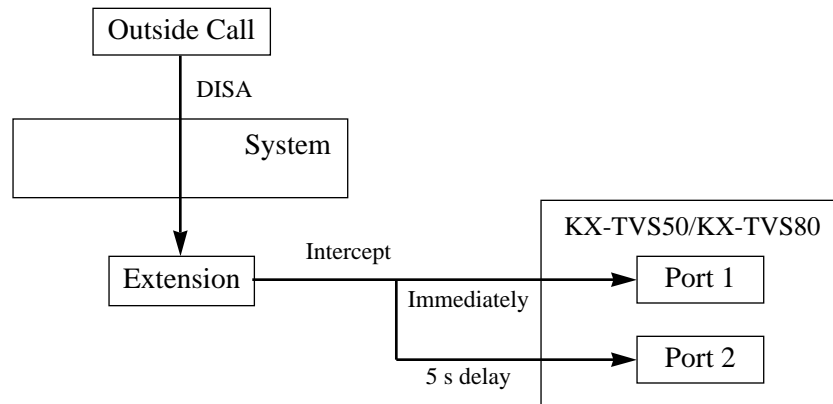 Outside Call
DISA
System
KX-TVS50/KX-TVS80
Intercept
Extension
Port 1
Immediately
Port 2
5 s delay